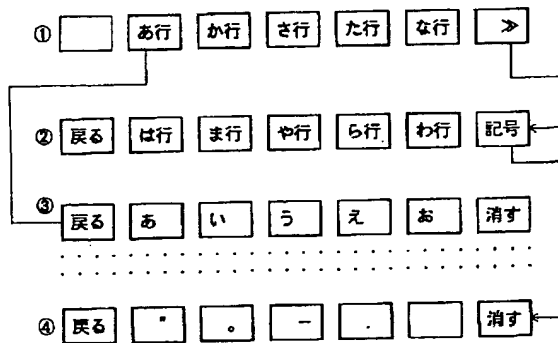 ① あ行 か行 さ行 た行 な行 ≫
② 戻る は行 ま行 や行 ら行 わ行 記号
③ 戻る あ い う え お 消す
④ 戻る ゛ 。 ー . 消す